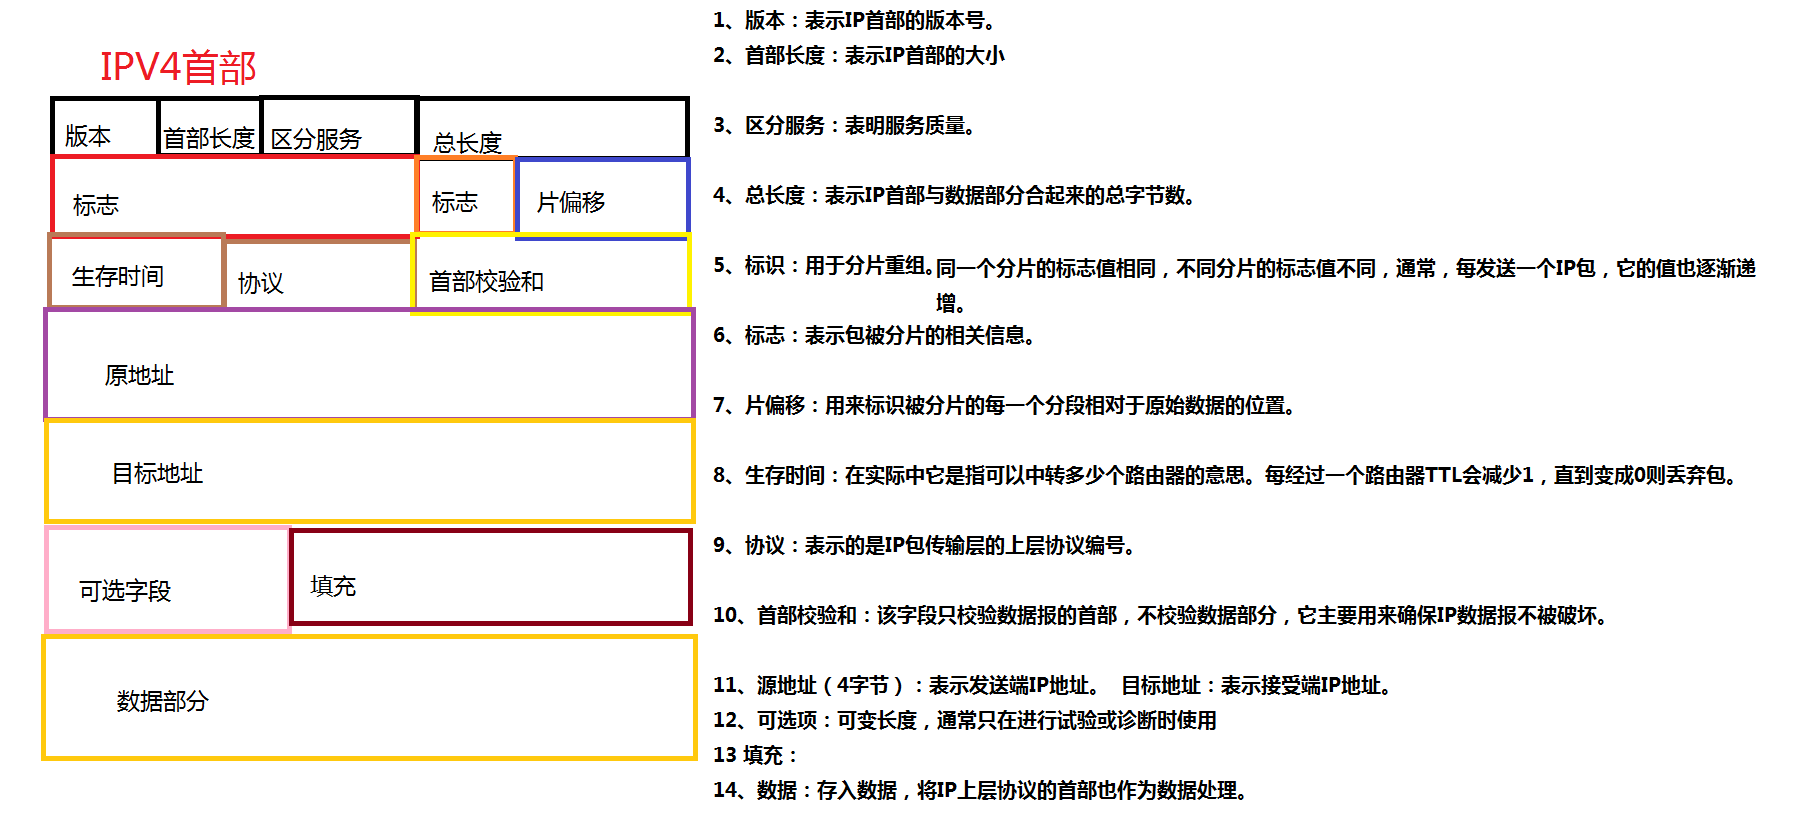 IPV4首部
版本
首部长度
区分服务
总长度
标志
标志
片偏移
生存时间
协议
首部校验和
原地址
目标地址
可选字段
填充
数据部分
1、版本：表示IP首部的版本号。
2、首部长度：表示IP首部的大小
3、区分服务：表明服务质量。
4、总长度：表示IP首部与数据部分合起来的总字节数。
5、标识：用于分片重组。同一个分片的标志值相同，不同分片的标志值不同，通常，每发送一个IP包，它的值也逐渐递
增。
6、标志：表示包被分片的相关信息。
7、片偏移：用来标识被分片的每一个分段相对于原始数据的位置。
8、生存时间：在实际中它是指可以中转多少个路由器的意思。每经过一个路由器TTL会减少1，直到变成0则丢弃包。
9、协议：表示的是IP包传输层的上层协议编号。
10、首部校验和：该字段只校验数据报的首部，不校验数据部分，它主要用来确保IP数据报不被破坏。
11、源地址（4字节）：表示发送端IP地址。 目标地址：表示接受端IP地址。
12、可选项：可变长度，通常只在进行试验或诊断时使用
13 填充：
14、数据：存入数据，将IP上层协议的首部也作为数据处理。